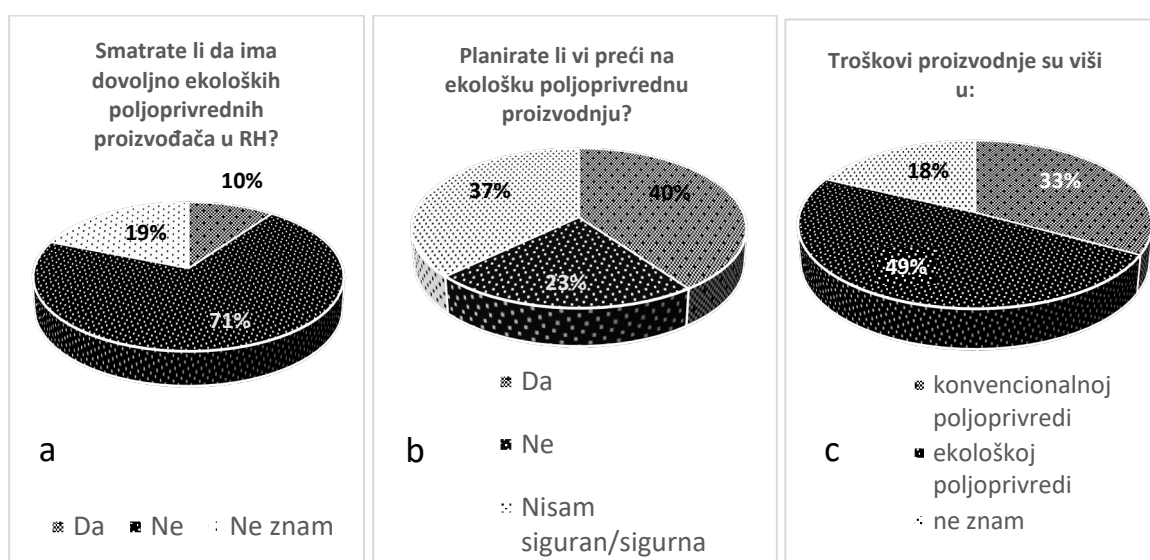 Smatrate li da ima
dovoljno ekoloških
poljoprivrednih
proizvođača u RH?
10%
19%
71%
a
Da Ne Ne znam
Planirate li vi preći na
ekološku poljoprivrednu
proizvodnju?
37%
40%
23%
Da
Ne
Nisam
siguran/sigurna
b
Troškovi proizvodnje su viši
u:
18%
33%
49%
konvencionalnoj
poljoprivredi
ekološkoj
poljoprivredi
ne znam
c